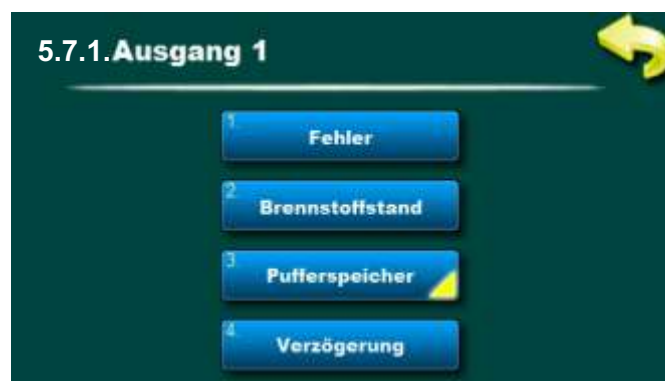 5.7.1.Ausgang 1
1
Fehler
2
Brennstoffstand
3
Pufferspeicher
4
Verzögerung